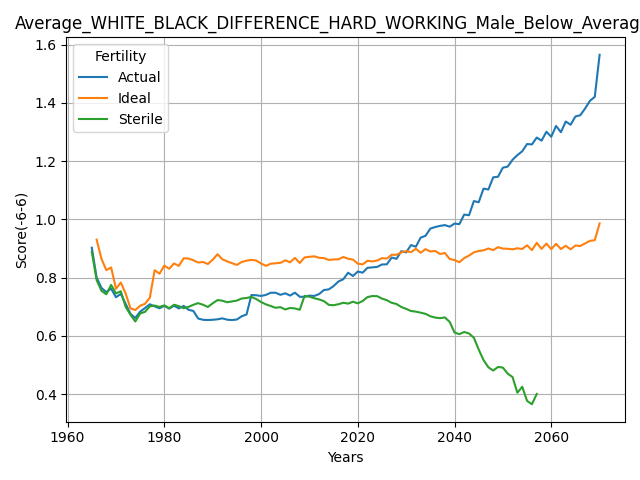 Average_WHITE_BLACK_DIFFERENCE_HARD_WORKING_Male_Below_Averag
Fertility
Actual
Ideal
Sterile
Score(-6-6)
1.6
1.4
1.2
1.0
0.8
0.6
0.4
1960
1980
2000
2020
2040
2060
Years